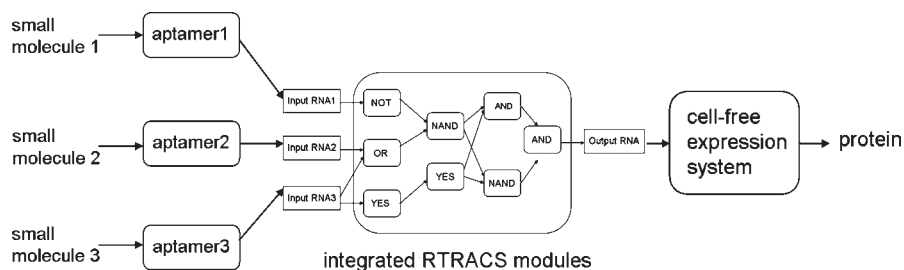 small
molecule 1
aptamer1
small
molecule 2
aptamer2
small
molecule 3
aptamer3
Input RNA1
Input RNA2
Input RNA3
NOT
OR
YES
NAND
YES
AND
NAND
AND
Output RNA
cell-free
expression
system
protein
integrated RTRACS modules